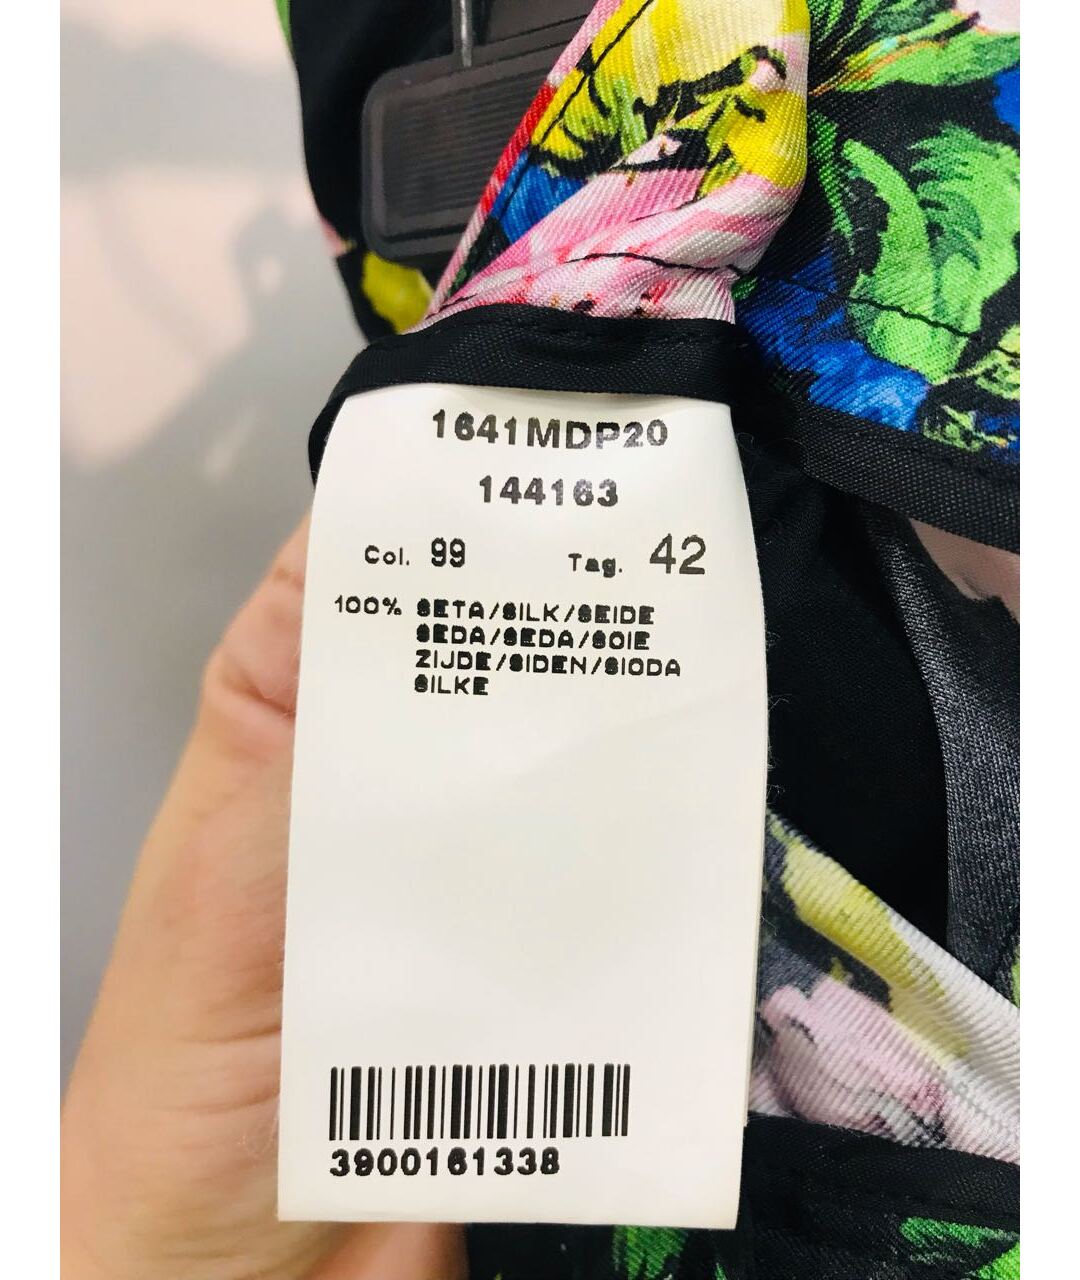 1641MDP20
144163
Col. 99 Tag. 42
100% SETA/SILK/SEIDE
SEDA/SEDA/SOIE
ZIJDE/SIDEN/SIODA
SILKE
3900161338